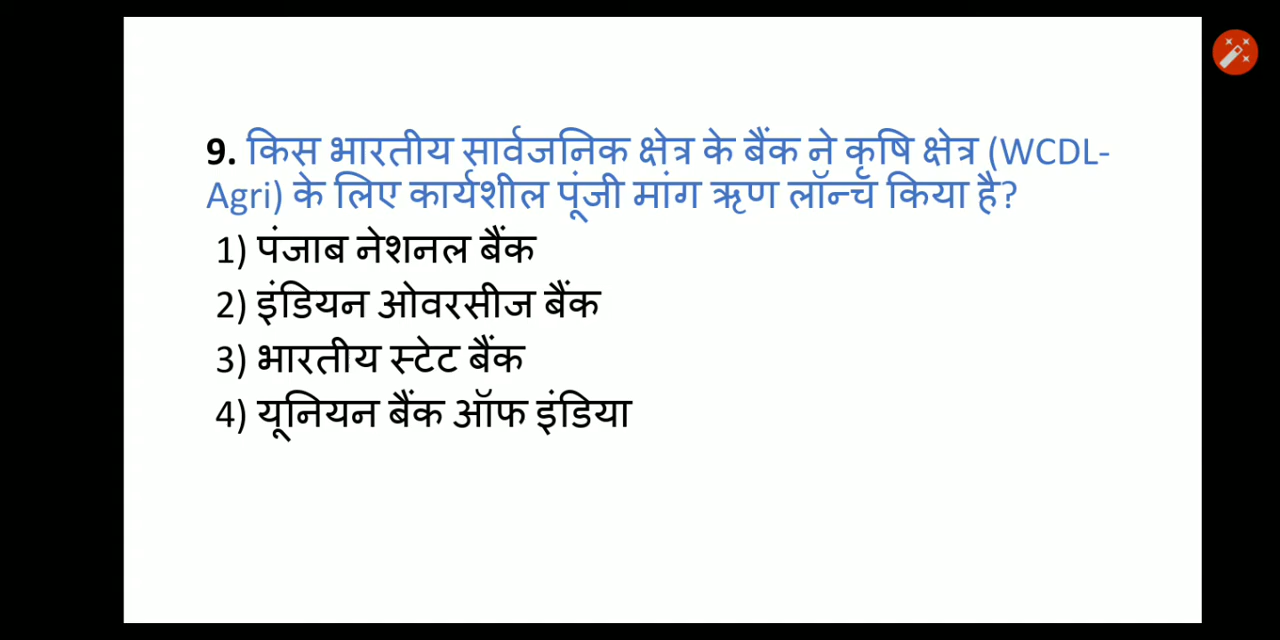 9. किस भारतीय सार्वजनिक क्षेत्र के बैंक ने कृषि क्षेत्र (WCDL-
Agri) के लिए कार्यशील पूंजी मांग ऋण लॉन्च किया है?
1) पंजाब नेशनल बैंक
2) इंडियन ओवरसीज बैंक
3) भारतीय स्टेट बैंक
4) यूनियन बैंक ऑफ इंडिया